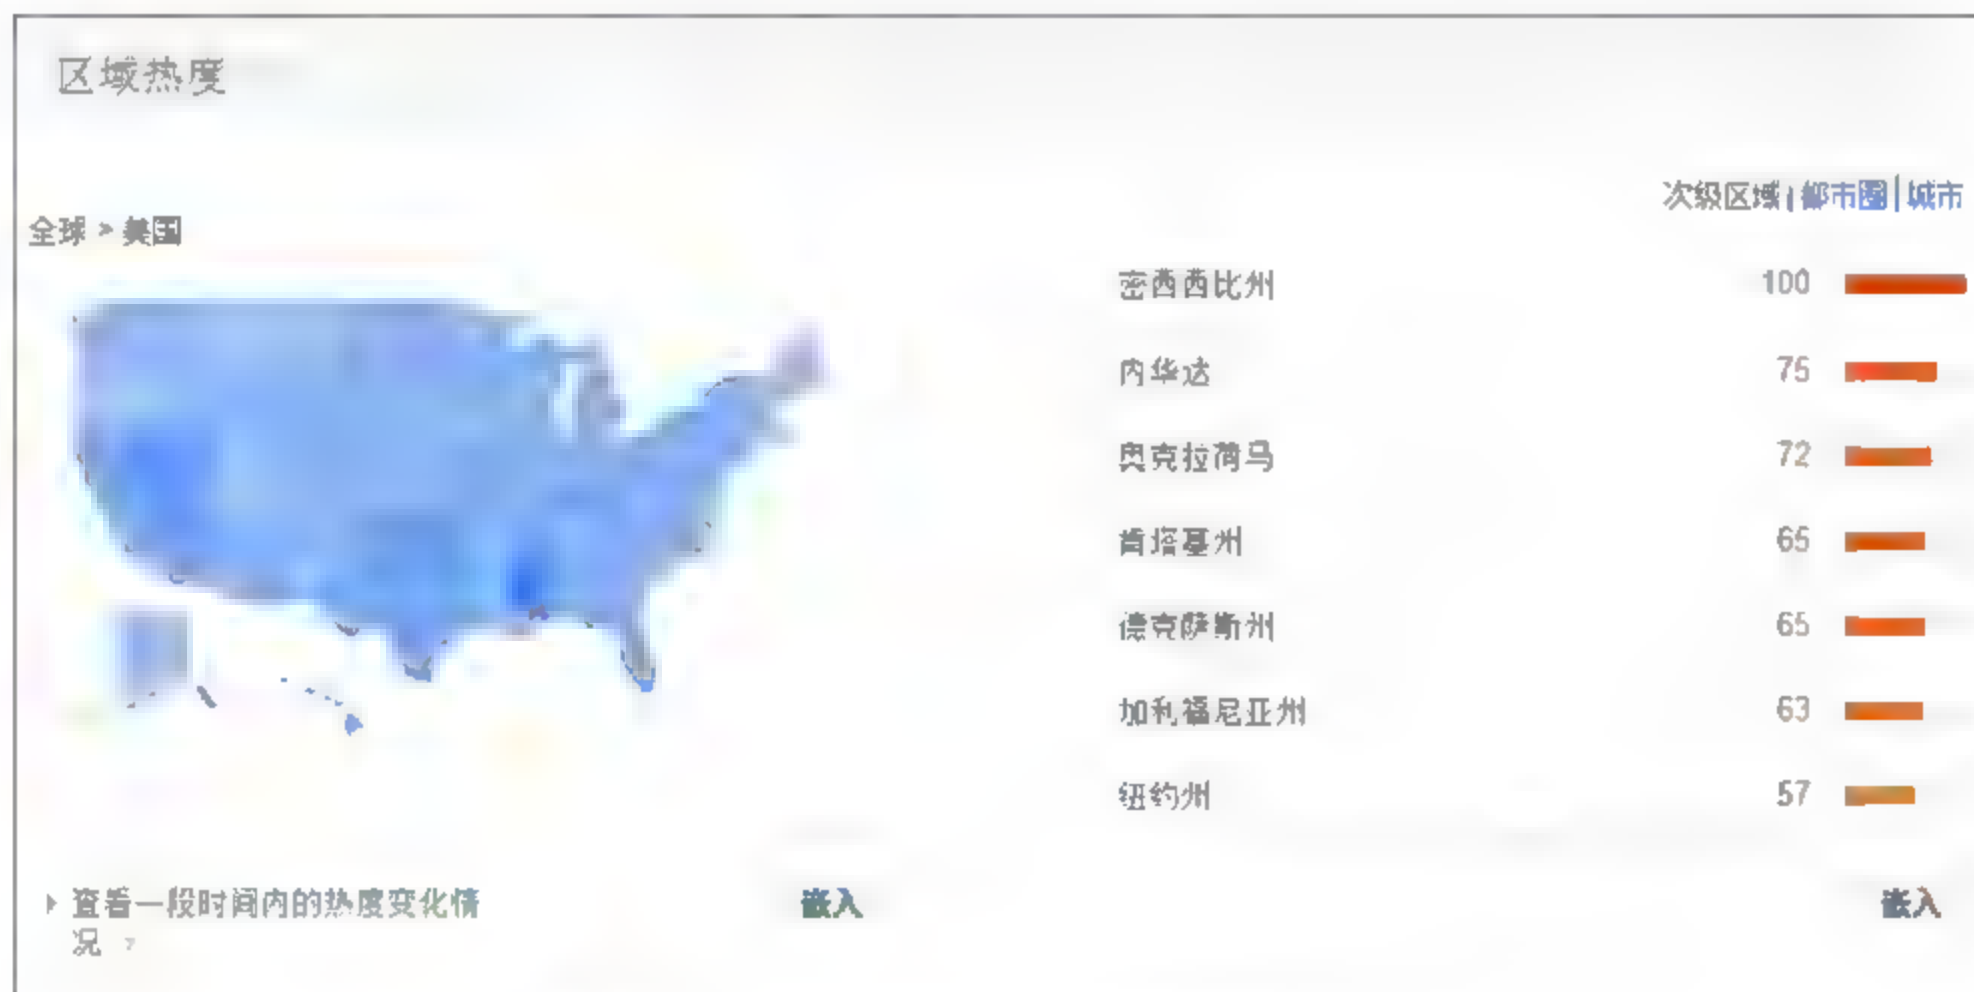 区域热度
次级区域 | 都市圈 | 城市
全球 > 美国
密西西比州 100
内华达 75
奥克拉荷马 72
肯塔基州 65
德克萨斯州 65
加利福尼亚州 63
纽约州 57
查看一段时间内的热度变化情
况 ?
嵌入
嵌入